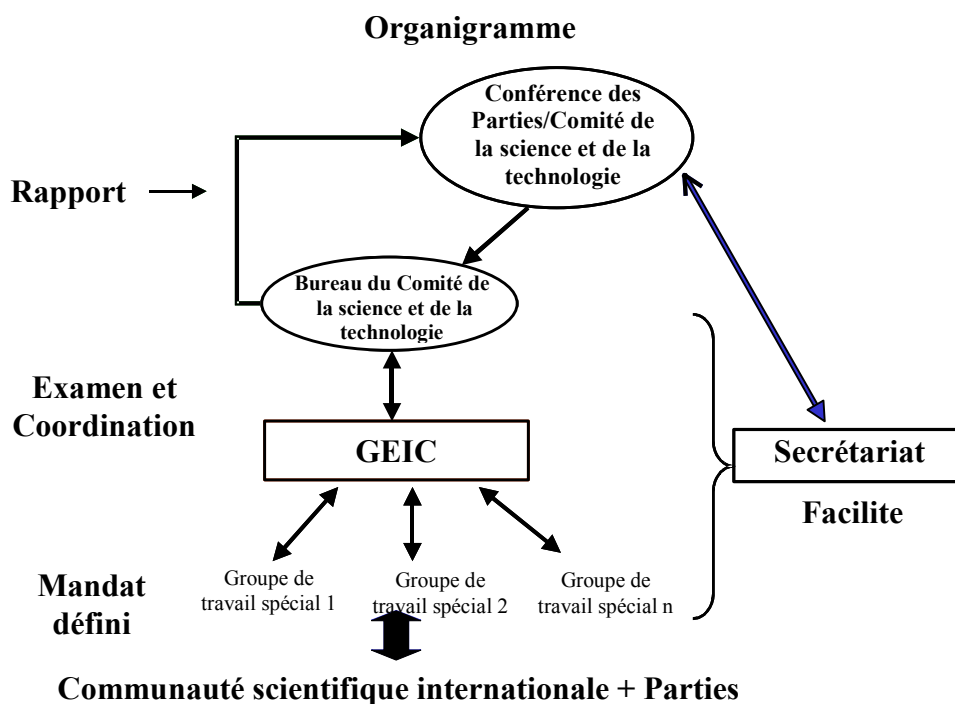 Organigramme
Conférence des
Parties/Comité de
la science et de la
technologie
Rapport
Bureau du Comité de
la science et de la
technologie
Examen et
Coordination
GEIC
Secrétariat
Facilite
Mandat
défini
Groupe de
travail spécial 1
Groupe de
travail spécial 2
Groupe de
travail spécial n
Communauté scientifique internationale + Parties